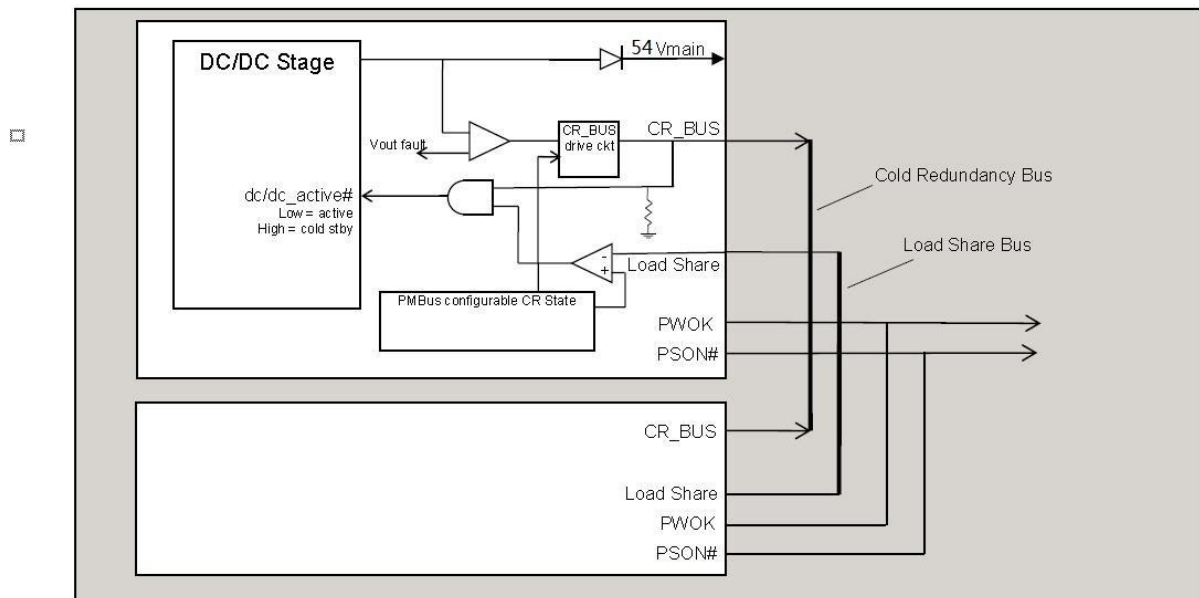 DC/DC Stage
54 Vmain
Vout fault
CR_BUS
drive ckt
CR_BUS
Cold Redundancy Bus
dc/dc_active#
Low = active
High = cold stby
-
+
Load Share
Load Share Bus
PMBus configurable CR State
PWOK
PSON#
CR_BUS
Load Share
PWOK
PSON#